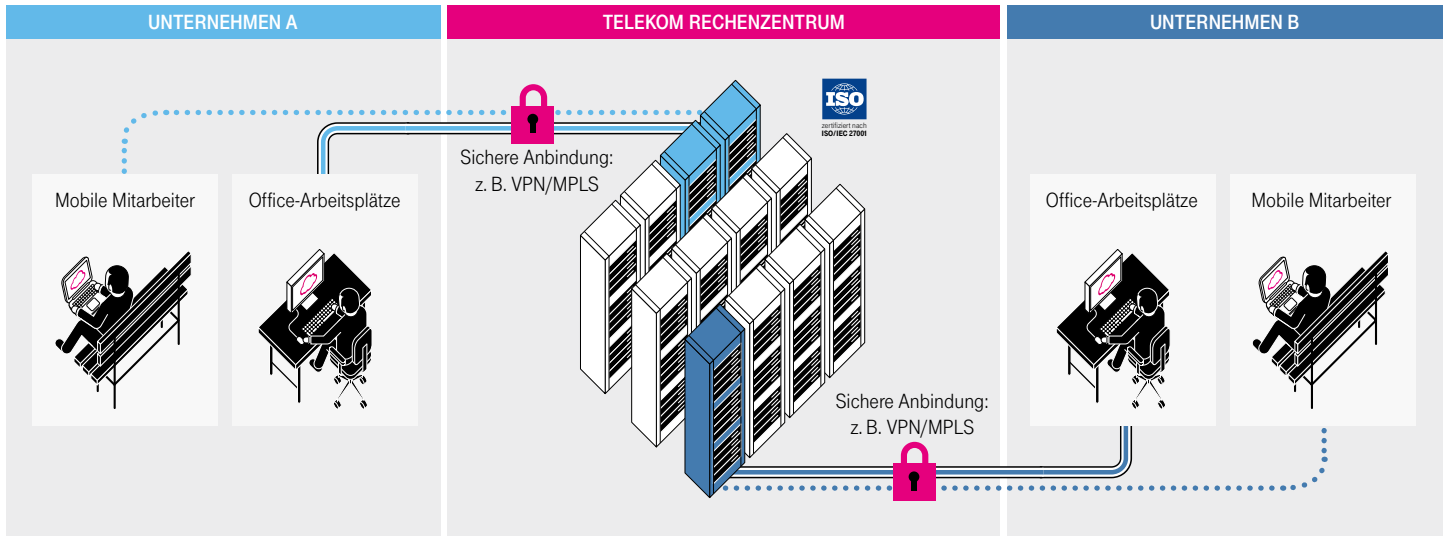 UNTERNEHMEN A
TELEKOM RECHENZENTRUM
UNTERNEHMEN B
ISO
zertifiziert nach
ISO/IEC 27001
Sichere Anbindung:
z. B. VPN/MPLS
Mobile Mitarbeiter
Office-Arbeitsplätze
Office-Arbeitsplätze
Mobile Mitarbeiter
Sichere Anbindung:
z. B. VPN/MPLS